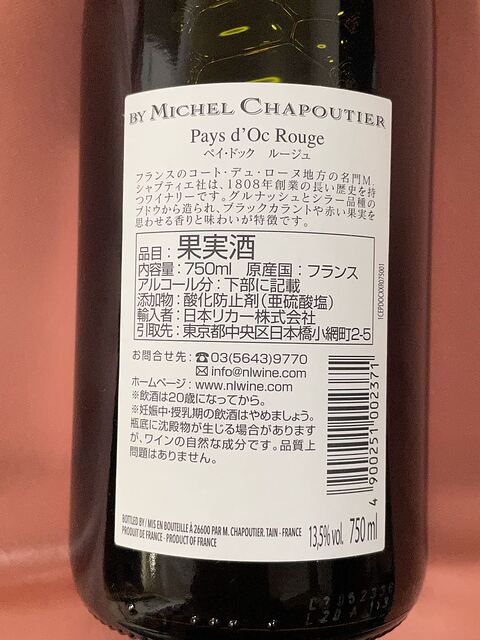 BY MICHEL CHAPOUTIER
Pays d'Oc Rouge
ペイ・ドック ルージュ
フランスのコート・デュ・ローヌ地方の名門M.
シャプティエ社は、1808年創業の長い歴史を持
つワイナリーです。グルナッシュとシラー品種の
ブドウから造られ、ブラックカラントや赤い果実を
思わせる香りと味わいが特徴です。
品目：果実酒
内容量：750ml 原産国：フランス
アルコール分：下部に記載
添加物：酸化防止剤（亜硫酸塩）
輸入者：日本リカー株式会社
引取先：東京都中央区日本橋小網町2-5
お問合せ先：☎03(5643)9770
✉info@nlwine.com
ホームページ：www.nlwine.com
※飲酒は20歳になってから。
※妊娠中・授乳期の飲酒はやめましょう。
瓶底に沈殿物が生じる場合があります
が、ワインの自然な成分です。品質上
問題はありません。
4 900251 002371
BOTTLED BY / MIS EN BOUTEILLE À 26600 PAR M. CHAPOUTIER. TAIN - FRANCE
PRODUIT DE FRANCE - PRODUCT OF FRANCE
13,5% vol. 750 ml